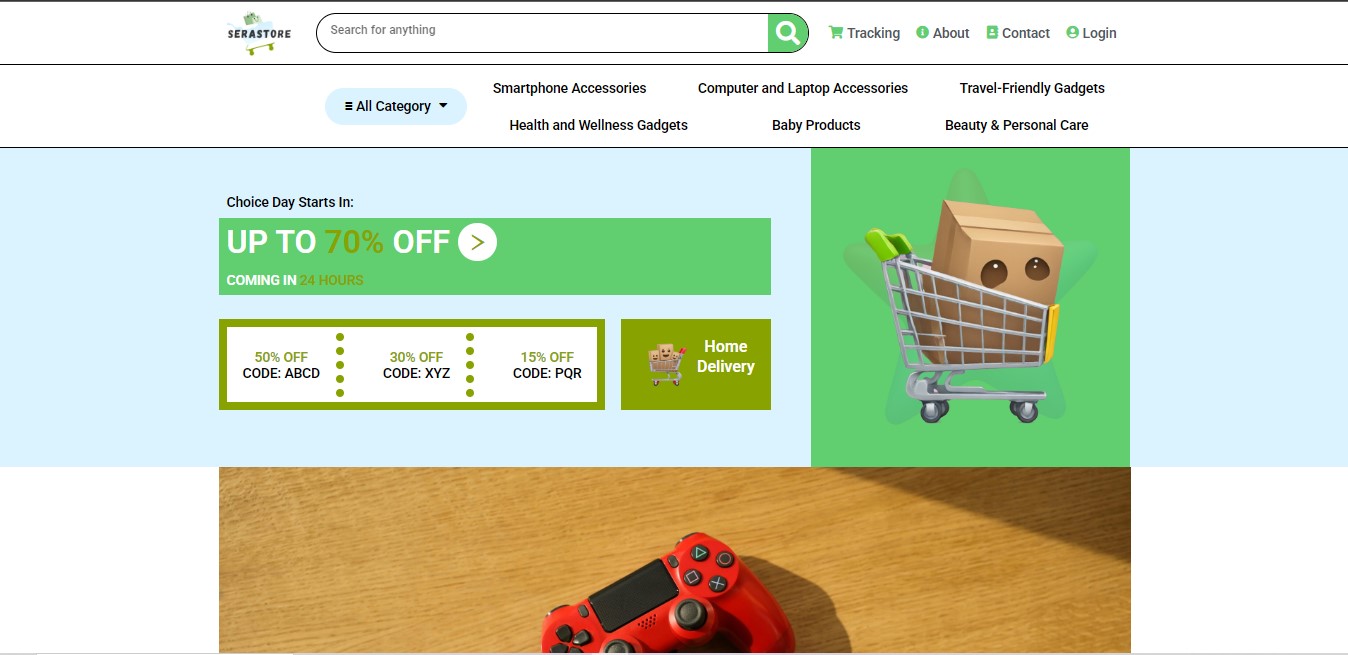 SERASTORE
Search for anything
Tracking
About
Contact
Login
All Category
Smartphone Accessories
Computer and Laptop Accessories
Travel-Friendly Gadgets
Health and Wellness Gadgets
Baby Products
Beauty & Personal Care
Choice Day Starts In:
UP TO 70% OFF
COMING IN 24 HOURS
50% OFF
CODE: ABCD
30% OFF
CODE: XYZ
15% OFF
CODE: PQR
Home
Delivery